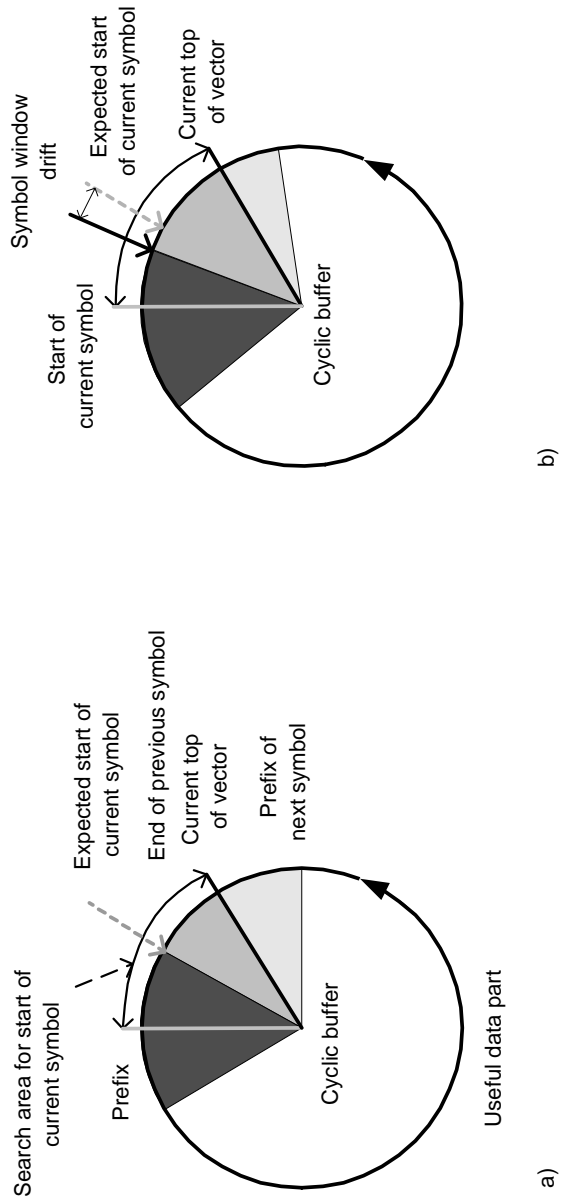 Search area for start of
current symbol
Expected start of
current symbol
End of previous symbol
Current top
of vector
Prefix of
next symbol
Prefix
Cyclic buffer
Useful data part
a)
Symbol window
drift
Expected start
of current symbol
Current top
of vector
Start of
current symbol
Cyclic buffer
b)